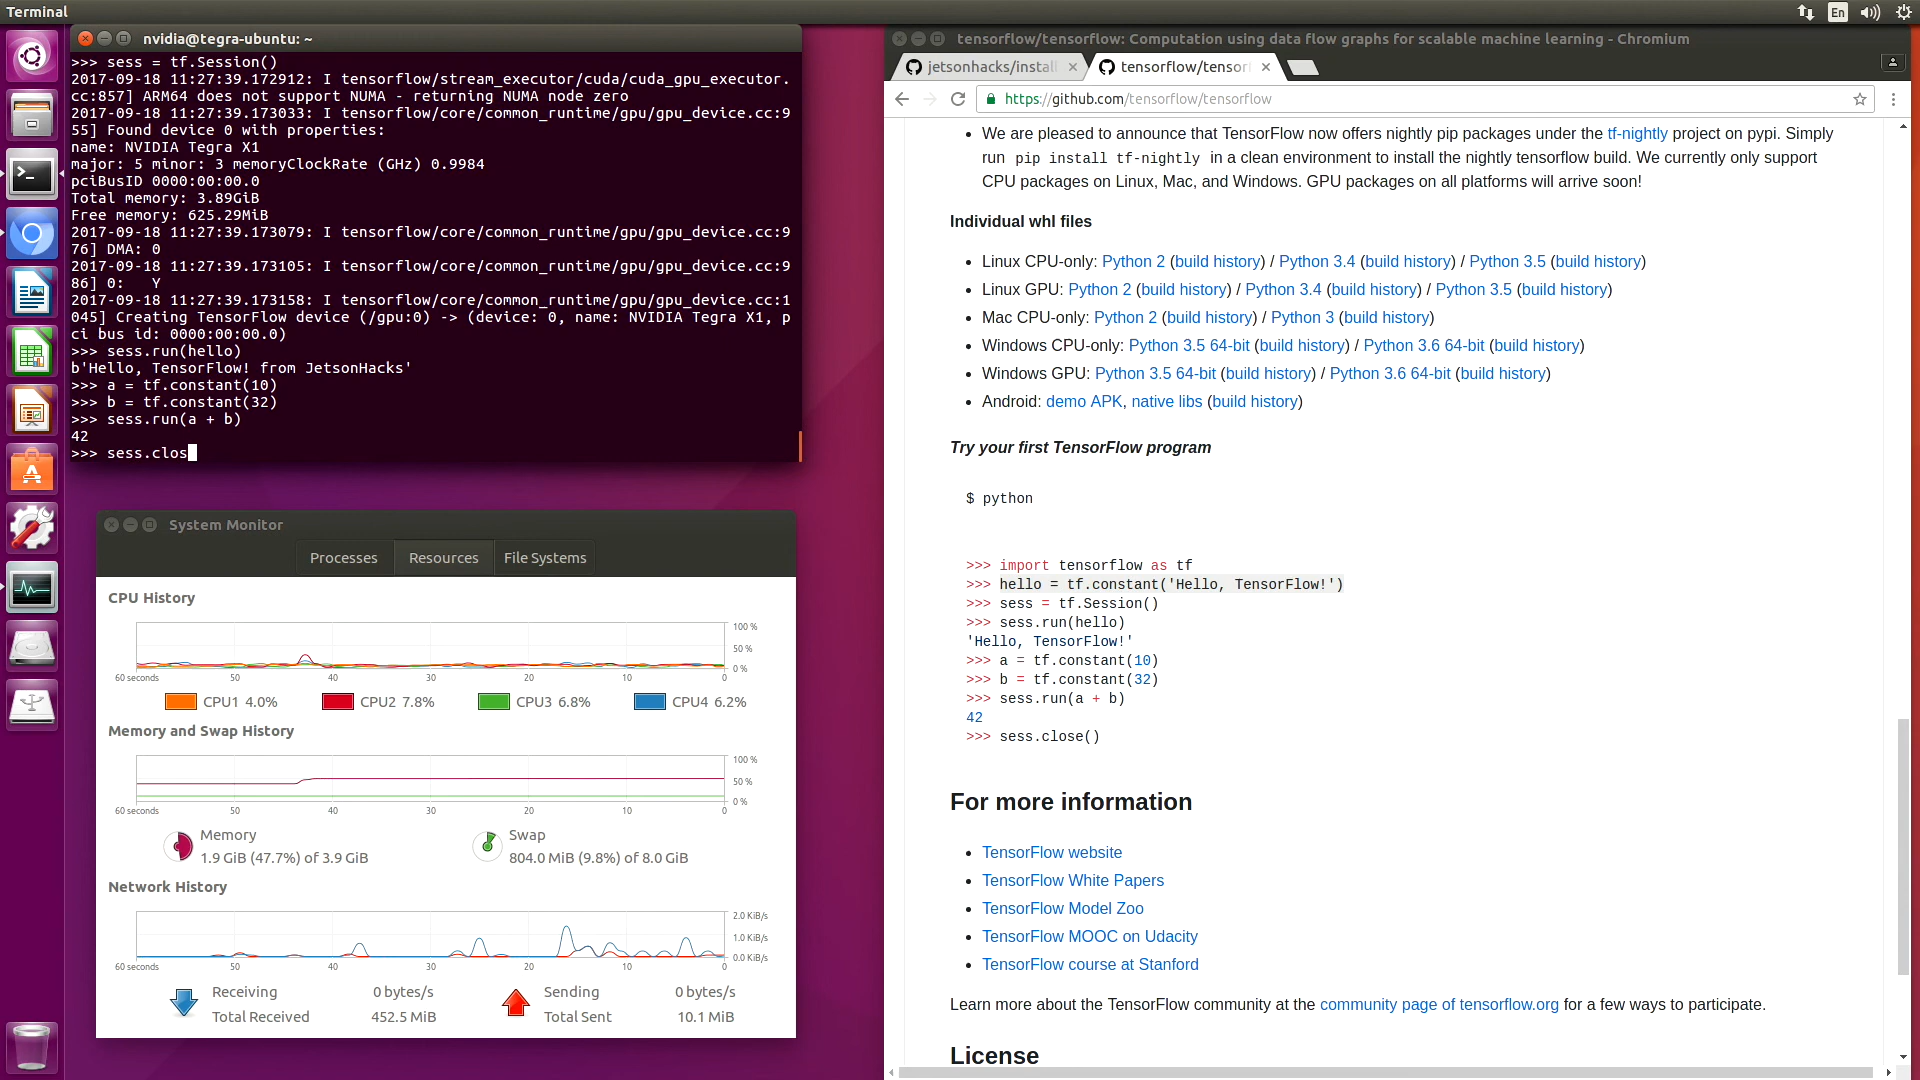 Terminal
En
nvidia@tegra-ubuntu: ~
>>> sess = tf.Session()
2017-09-18 11:27:39.172912: I tensorflow/stream_executor/cuda/cuda_gpu_executor.
cc:857] ARM64 does not support NUMA - returning NUMA node zero
2017-09-18 11:27:39.173033: I tensorflow/core/common_runtime/gpu/gpu_device.cc:9
55] Found device 0 with properties:
name: NVIDIA Tegra X1
major: 5 minor: 3 memoryClockRate (GHz) 0.9984
pciBusID 0000:00:00.0
Total memory: 3.89GiB
Free memory: 625.29MiB
2017-09-18 11:27:39.173079: I tensorflow/core/common_runtime/gpu/gpu_device.cc:9
76] DMA: 0
2017-09-18 11:27:39.173105: I tensorflow/core/common_runtime/gpu/gpu_device.cc:9
86] 0:   Y
2017-09-18 11:27:39.173158: I tensorflow/core/common_runtime/gpu/gpu_device.cc:1
045] Creating TensorFlow device (/gpu:0) -> (device: 0, name: NVIDIA Tegra X1, p
ci bus id: 0000:00:00.0)
>>> sess.run(hello)
b'Hello, TensorFlow! from JetsonHacks'
>>> a = tf.constant(10)
>>> b = tf.constant(32)
>>> sess.run(a + b)
42
>>> sess.clos
System Monitor
Processes Resources File Systems
CPU History
100 %
50 %
0 %
60 seconds 50 40 30 20 10 0
CPU1 4.0% CPU2 7.8% CPU3 6.8% CPU4 6.2%
Memory and Swap History
100 %
50 %
0 %
60 seconds 50 40 30 20 10 0
Memory
1.9 GiB (47.7%) of 3.9 GiB
Swap
804.0 MiB (9.8%) of 8.0 GiB
Network History
2.0 KiB/s
1.0 KiB/s
0.0 KiB/s
60 seconds 50 40 30 20 10 0
Receiving 0 bytes/s Sending 0 bytes/s
Total Received 452.5 MiB Total Sent 10.1 MiB
tensorflow/tensorflow: Computation using data flow graphs for scalable machine learning - Chromium
jetsonhacks/install
tensorflow/tensorf
https://github.com/tensorflow/tensorflow
We are pleased to announce that TensorFlow now offers nightly pip packages under the tf-nightly project on pypi. Simply
run pip install tf-nightly in a clean environment to install the nightly tensorflow build. We currently only support
CPU packages on Linux, Mac, and Windows. GPU packages on all platforms will arrive soon!
Individual whl files
Linux CPU-only: Python 2 (build history) / Python 3.4 (build history) / Python 3.5 (build history)
Linux GPU: Python 2 (build history) / Python 3.4 (build history) / Python 3.5 (build history)
Mac CPU-only: Python 2 (build history) / Python 3 (build history)
Windows CPU-only: Python 3.5 64-bit (build history) / Python 3.6 64-bit (build history)
Windows GPU: Python 3.5 64-bit (build history) / Python 3.6 64-bit (build history)
Android: demo APK, native libs (build history)
Try your first TensorFlow program
$ python
>>> import tensorflow as tf
>>> hello = tf.constant('Hello, TensorFlow!')
>>> sess = tf.Session()
>>> sess.run(hello)
'Hello, TensorFlow!'
>>> a = tf.constant(10)
>>> b = tf.constant(32)
>>> sess.run(a + b)
42
>>> sess.close()
For more information
TensorFlow website
TensorFlow White Papers
TensorFlow Model Zoo
TensorFlow MOOC on Udacity
TensorFlow course at Stanford
Learn more about the TensorFlow community at the community page of tensorflow.org for a few ways to participate.
License